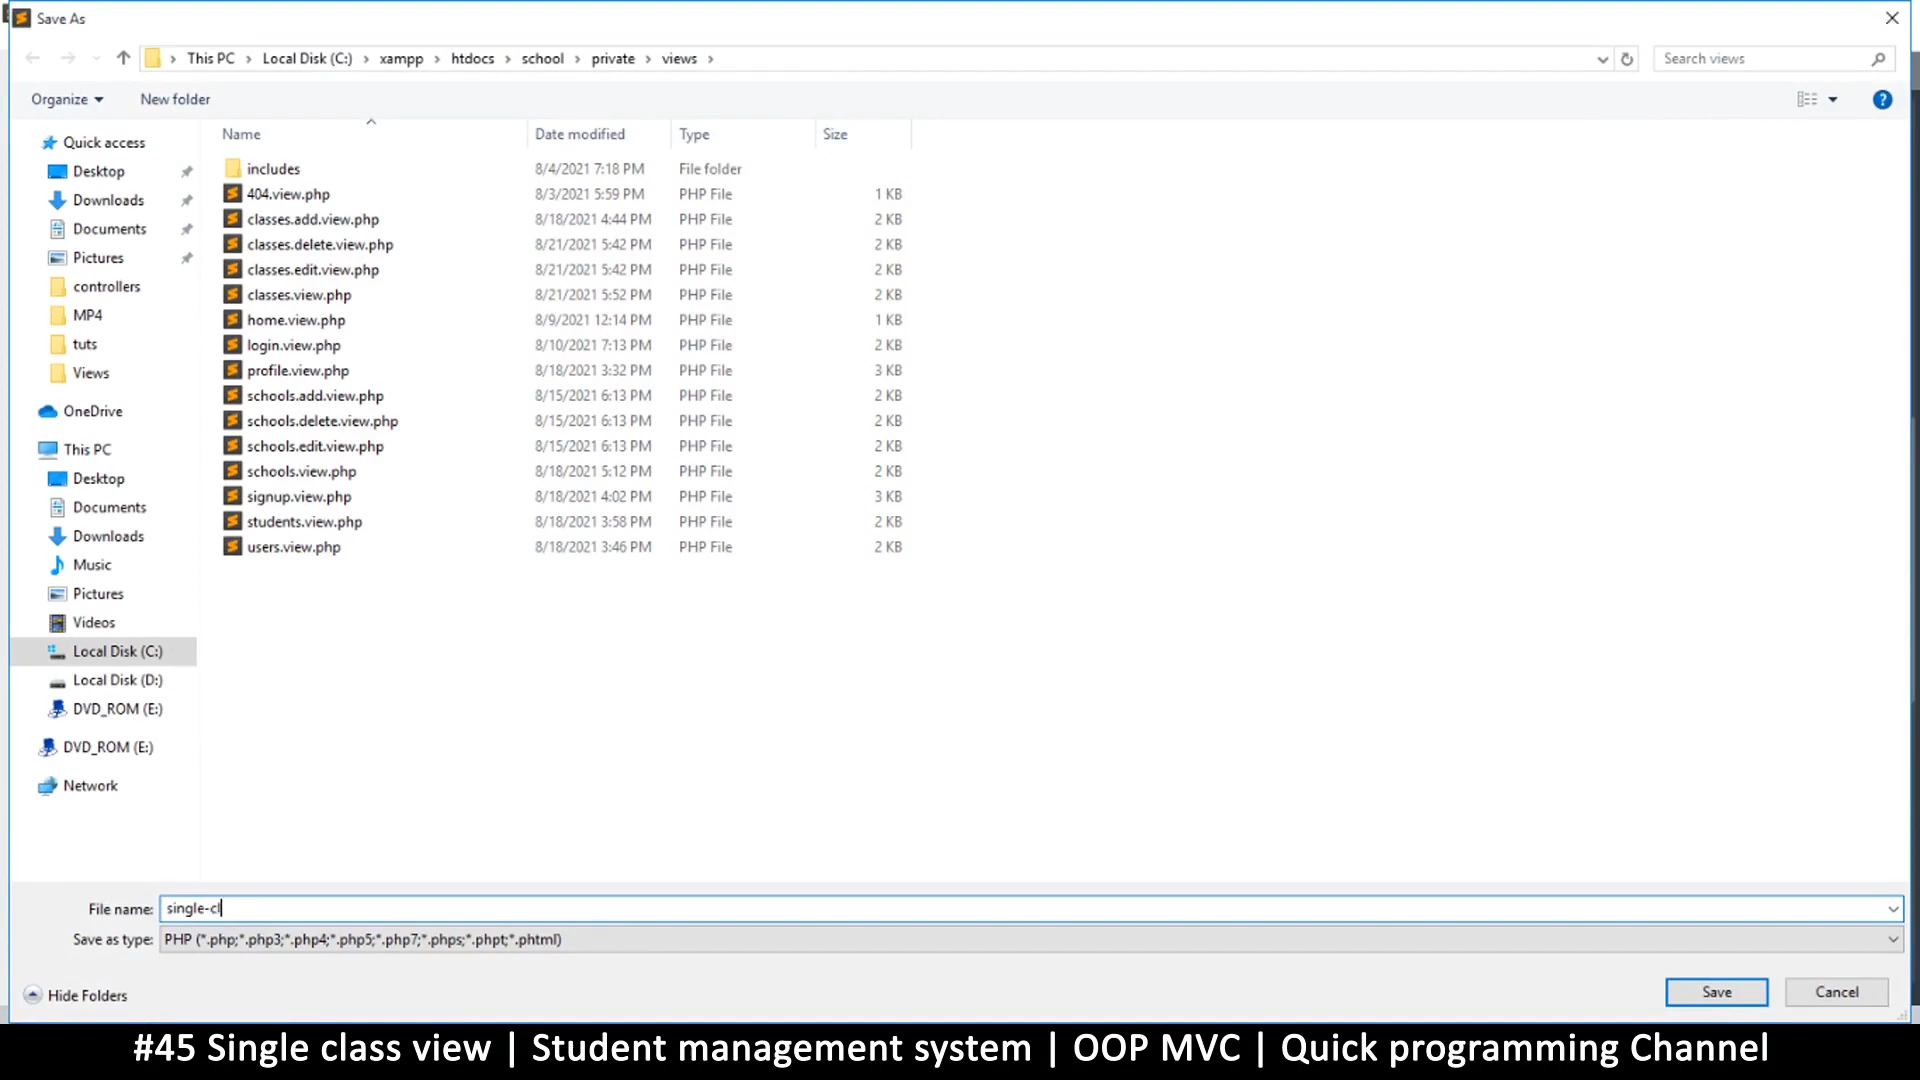 Save As
This PC > Local Disk (C:) > xampp > htdocs > school > private > views >
Search views
Organize
New folder
Name Date modified Type Size
includes 8/4/2021 7:18 PM File folder
404.view.php 8/3/2021 5:59 PM PHP File 1 KB
classes.add.view.php 8/18/2021 4:44 PM PHP File 2 KB
classes.delete.view.php 8/21/2021 5:42 PM PHP File 2 KB
classes.edit.view.php 8/21/2021 5:42 PM PHP File 2 KB
classes.view.php 8/21/2021 5:52 PM PHP File 2 KB
home.view.php 8/9/2021 12:14 PM PHP File 1 KB
login.view.php 8/10/2021 7:13 PM PHP File 2 KB
profile.view.php 8/18/2021 3:32 PM PHP File 3 KB
schools.add.view.php 8/15/2021 6:13 PM PHP File 2 KB
schools.delete.view.php 8/15/2021 6:13 PM PHP File 2 KB
schools.edit.view.php 8/15/2021 6:13 PM PHP File 2 KB
schools.view.php 8/18/2021 5:12 PM PHP File 2 KB
signup.view.php 8/18/2021 4:02 PM PHP File 3 KB
students.view.php 8/18/2021 3:58 PM PHP File 2 KB
users.view.php 8/18/2021 3:46 PM PHP File 2 KB
Quick access
Desktop
Downloads
Documents
Pictures
controllers
MP4
tuts
Views
OneDrive
This PC
Desktop
Documents
Downloads
Music
Pictures
Videos
Local Disk (C:)
Local Disk (D:)
DVD_ROM (E:)
DVD_ROM (E:)
Network
File name: single-cl
Save as type: PHP (*.php;*.php3;*.php4;*.php5;*.php7;*.phps;*.phpt;*.phtml)
Hide Folders
Save
Cancel
#45 Single class view | Student management system | OOP MVC | Quick programming Channel